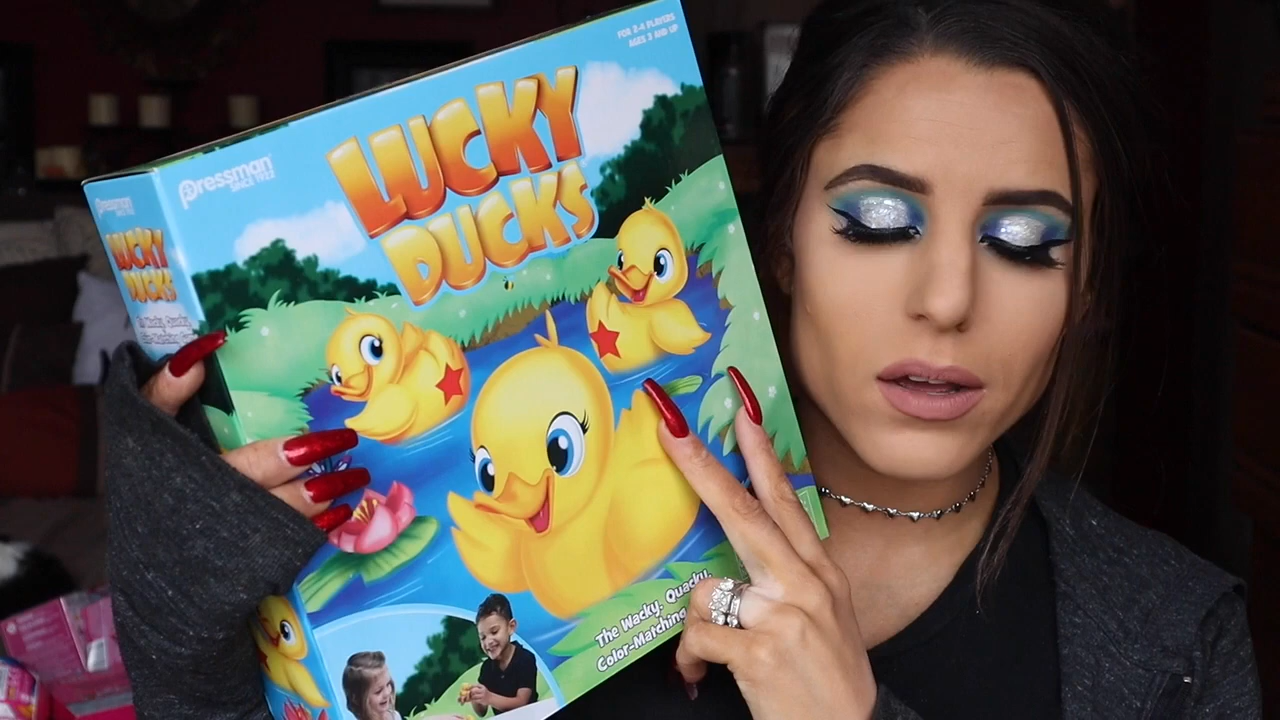 FOR 2-4 PLAYERS
AGES 3 AND UP
Pressman
SINCE 1922
LUCKY
DUCKS
The Wacky, Quacky,
Color-Matching
Pressman
LUCKY
DUCKS